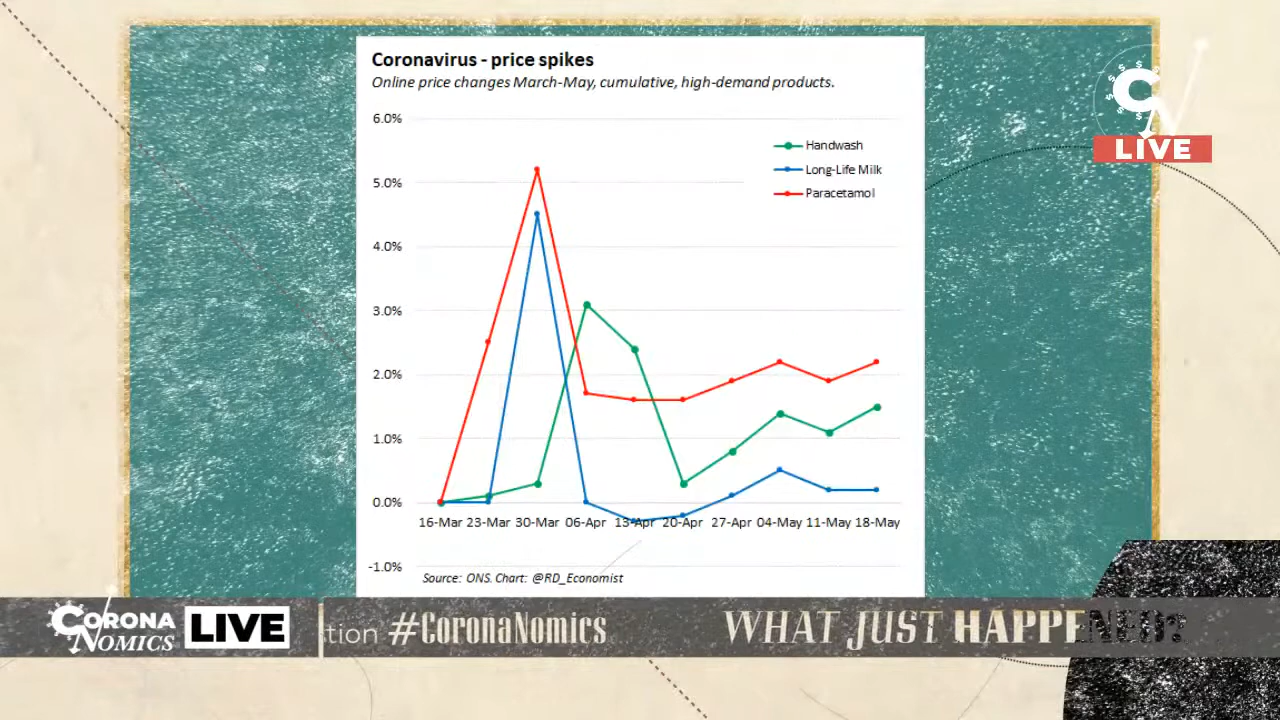 Coronavirus - price spikes
Online price changes March-May, cumulative, high-demand products.
6.0%
5.0%
4.0%
3.0%
2.0%
1.0%
0.0%
-1.0%
Handwash
Long-Life Milk
Paracetamol
16-Mar 23-Mar 30-Mar 06-Apr 13-Apr 20-Apr 27-Apr 04-May 11-May 18-May
Source: ONS. Chart: @RD_Economist
CN
LIVE
CORONA
NOMICS
LIVE
tion #CoronaNomics
WHAT JUST HAPPENED?